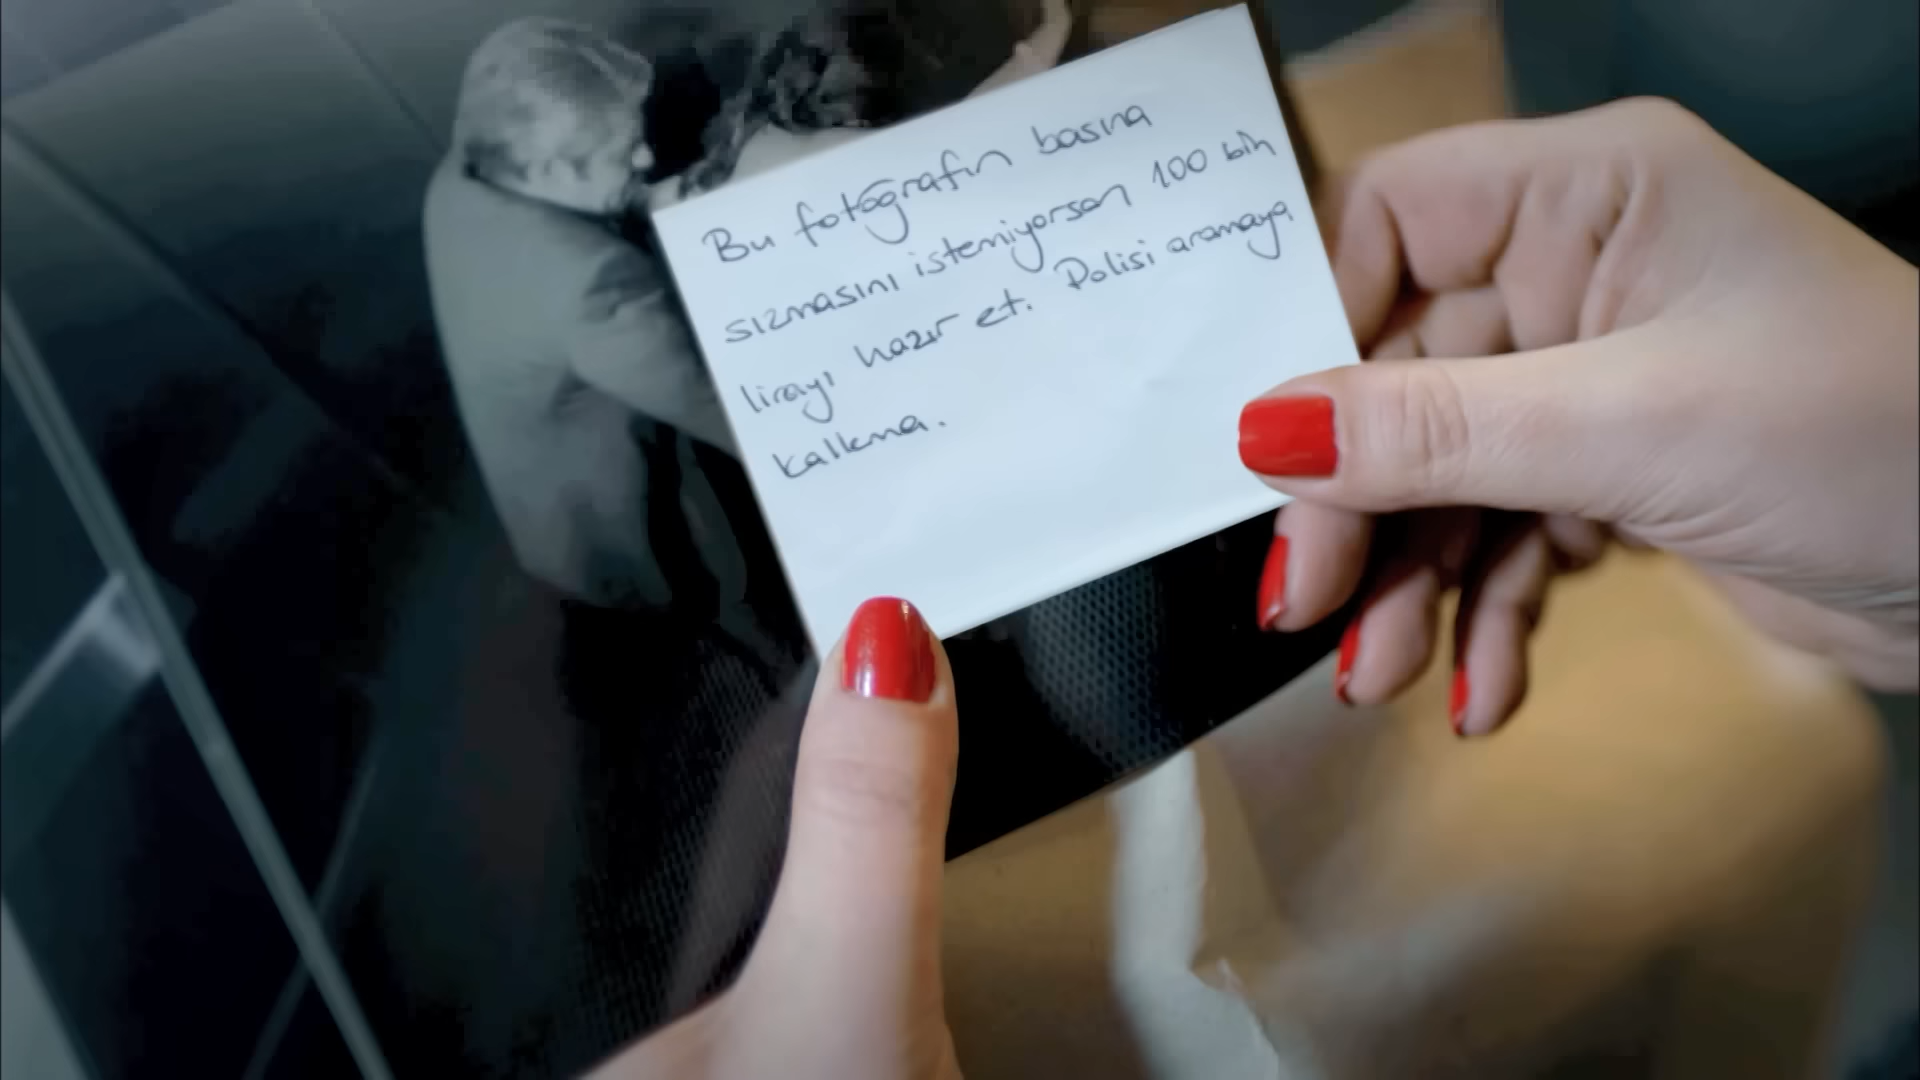 Bu fotoğrafın basına
sızmasını istemiyorsan 100 bin
lirayı hazır et. Polisi aramaya
kalkma.